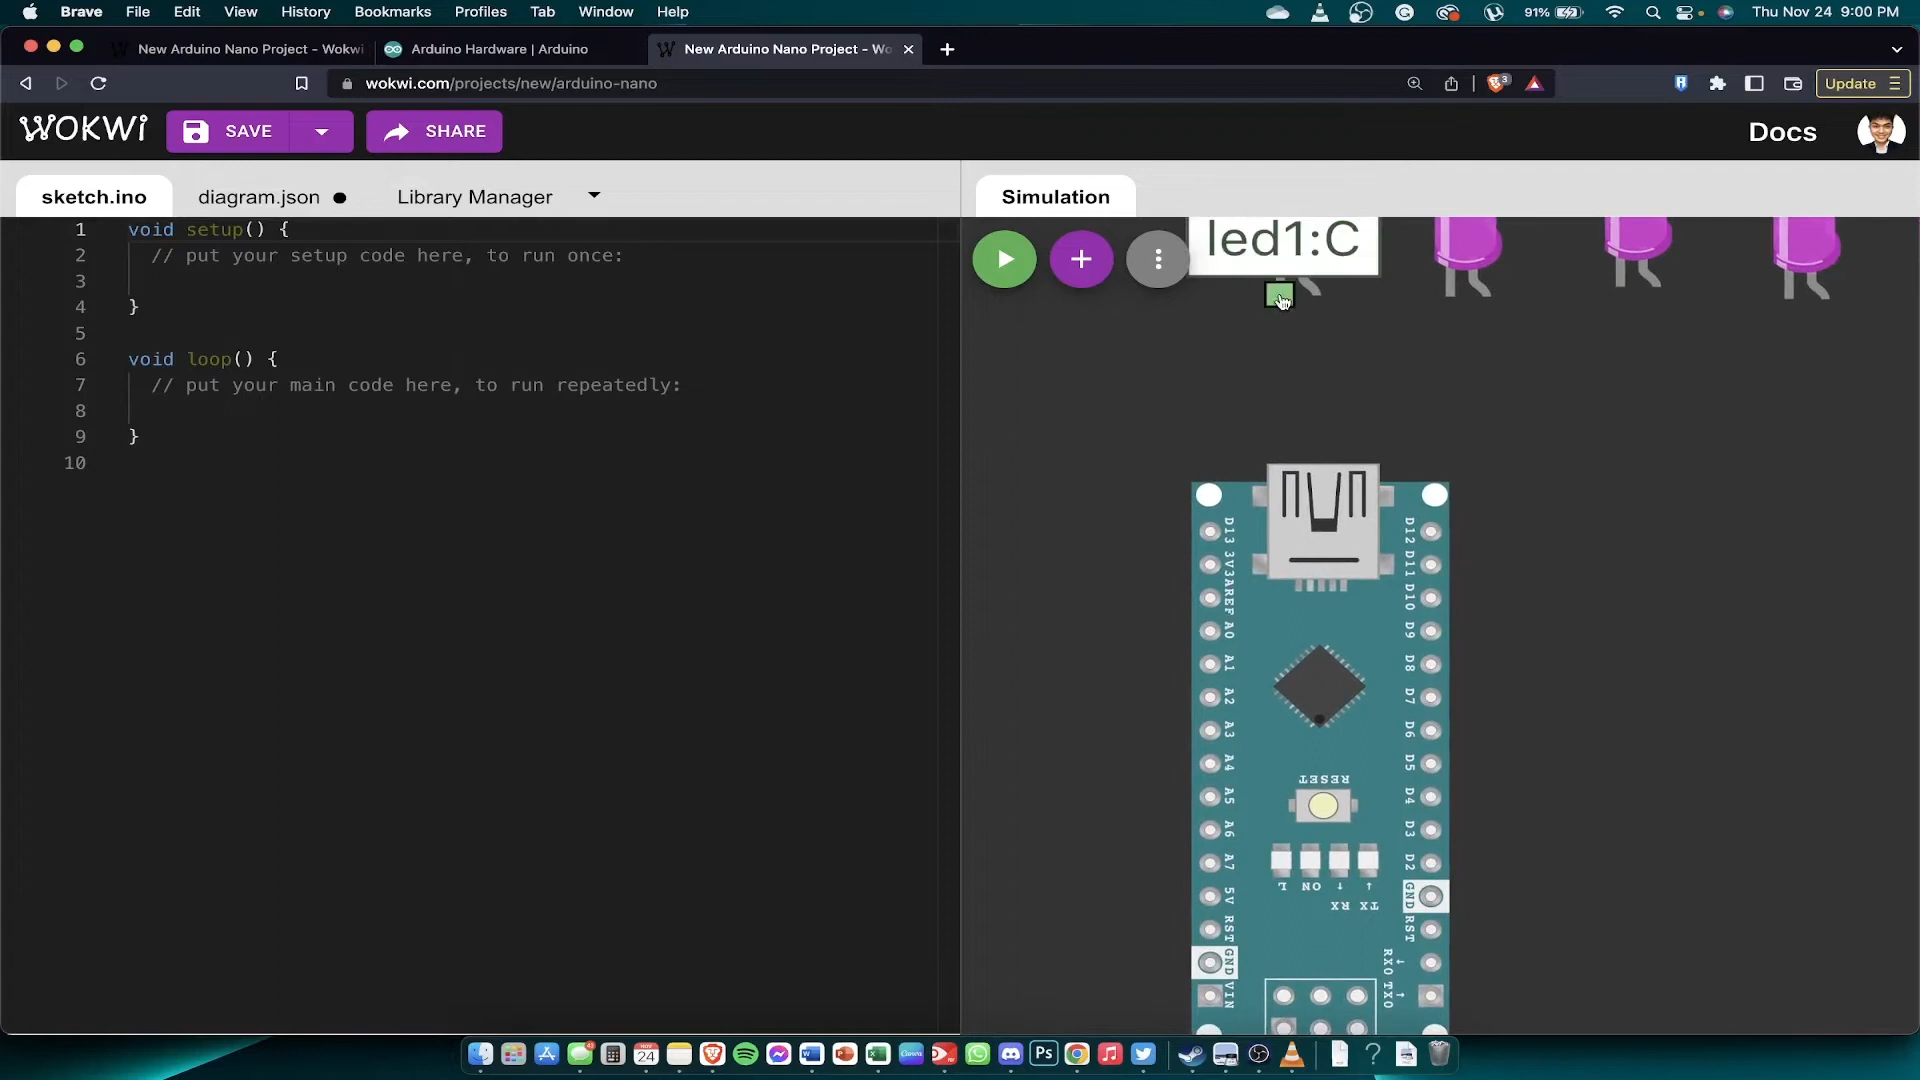 Brave File Edit View History Bookmarks Profiles Tab Window Help
91% Thu Nov 24 9:00 PM
New Arduino Nano Project - Wokwi
Arduino Hardware | Arduino
New Arduino Nano Project - Wo
wokwi.com/projects/new/arduino-nano
3
Update
WOKWi
SAVE
SHARE
Docs
sketch.ino
diagram.json
Library Manager
Simulation
1 void setup() {
2 // put your setup code here, to run once:
3
4 }
5
6 void loop() {
7 // put your main code here, to run repeatedly:
8
9 }
10
led1:C
D13
3V3
AREF
A0
A1
A2
A3
A4
A5
A6
A7
5V
RST
GND
VIN
D12
D11
D10
D9
D8
D7
D6
D5
D4
D3
D2
GND
RST
RX0
TX0
RESET
L ON
RX TX
NOV
24
Canva
Ps